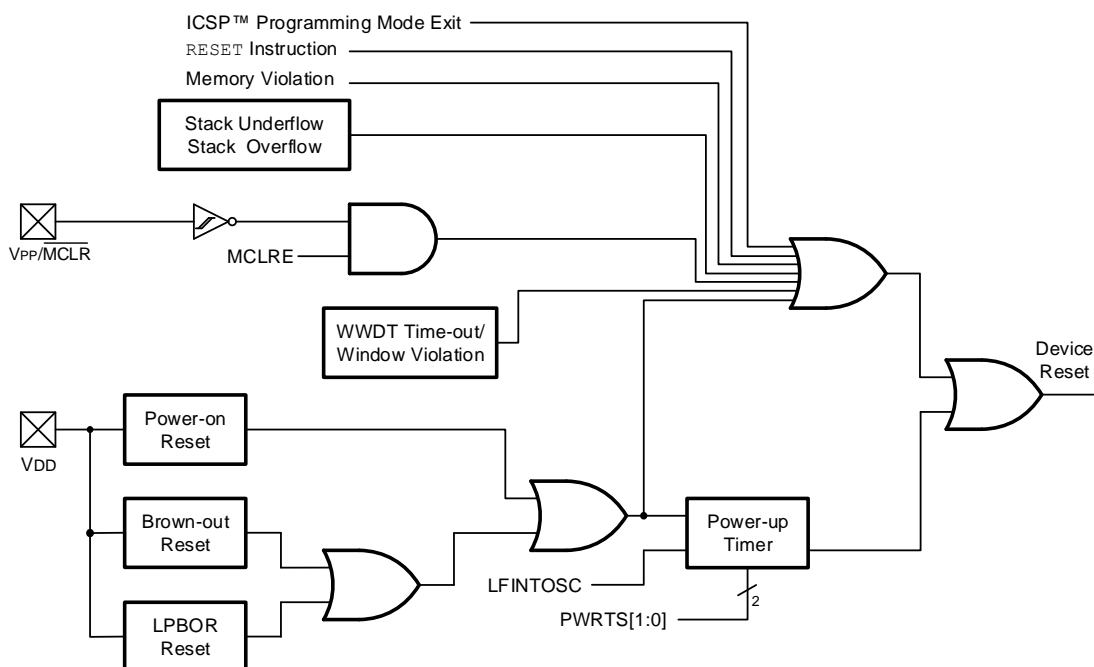 ICSP™ Programming Mode Exit
RESET Instruction
Memory Violation
Stack Underflow
Stack Overflow
VPP/MCLR
MCLRE
WWDT Time-out/
Window Violation
Device
Reset
Power-on
Reset
VDD
Brown-out
Reset
Power-up
Timer
LFINTOSC
2
PWRTS[1:0]
LPBOR
Reset